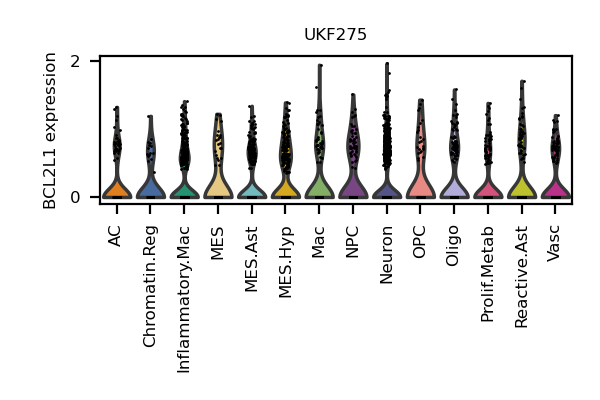 UKF275
BCL2L1 expression
2
0
AC
Chromatin.Reg
Inflammatory.Mac
MES
MES.Ast
MES.Hyp
Mac
NPC
Neuron
OPC
Oligo
Prolif.Metab
Reactive.Ast
Vasc